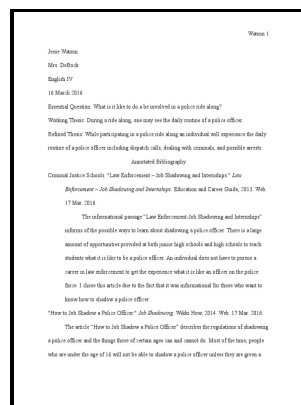 Watson 1
Jesse Watson
Mrs. DeBock
English IV
16 March 2016
Essential Question: What is it like to do a be involved in a police ride along?
Working Thesis: During a ride along, one may see the daily routine of a police officer.
Refined Thesis: While participating in a police ride along an individual will experience the daily
routine of a police officer including dispatch calls, dealing with criminals, and possible arrests.
Annotated Bibliography
Criminal Justice Schools. "Law Enforcement – Job Shadowing and Internships." Law
Enforcement – Job Shadowing and Internships. Education and Career Guide, 2013. Web.
17 Mar. 2016.
The informational passage "Law Enforcement-Job Shadowing and Internships"
informs of the possible ways to learn about shadowing a police officer. There is a large
amount of opportunities provided at both junior high schools and high schools to teach
students what it is like to be a police officer. An individual does not have to pursue a
career in law enforcement to get the experience what it is like an officer on the police
force. I chose this article due to the fact that it was informational for those who want to
know how to shadow a police officer.
"How to Job Shadow a Police Officer." Job Shadowing. Wikki How, 2014. Web. 17 Mar. 2016.
The article "How to Job Shadow a Police Officer" describes the regulations of shadowing
a police officer and the things those of certain ages can and cannot do. Most of the time, people
who are under the age of 18 will not be able to shadow a police officer unless they are given a